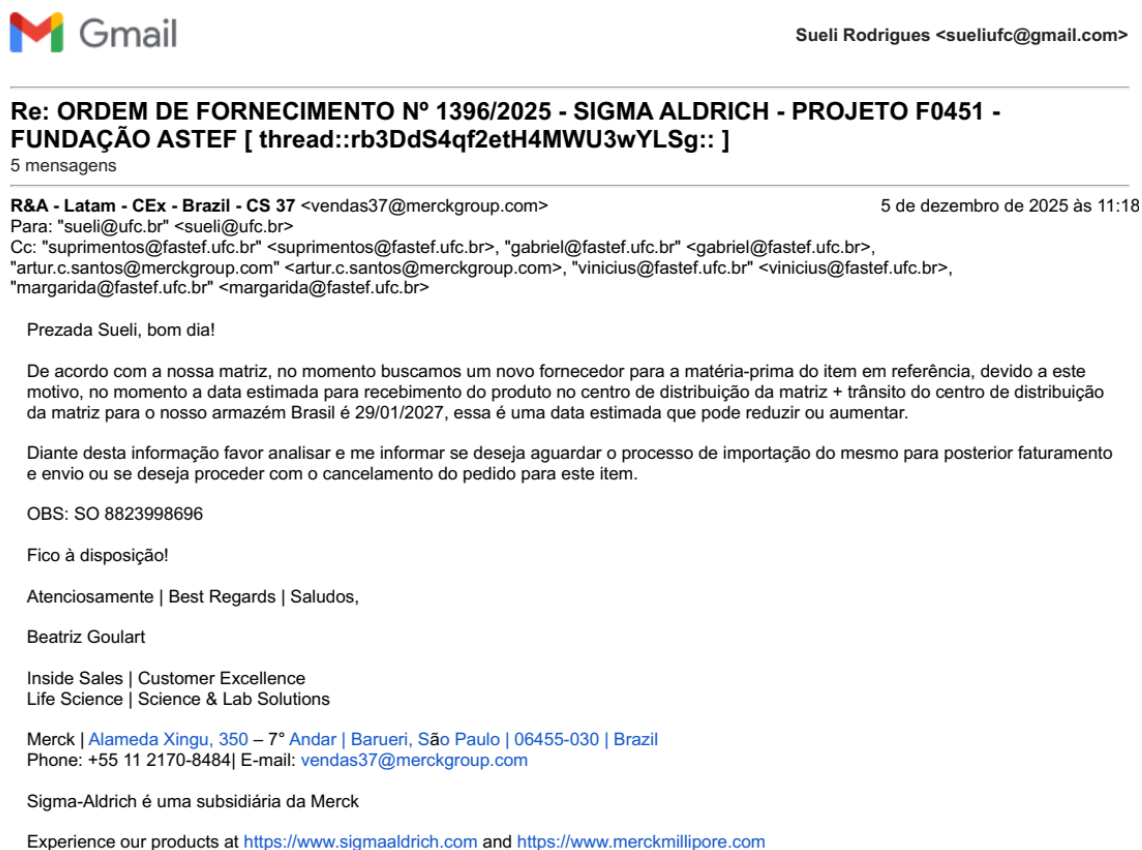 Gmail
Sueli Rodrigues <sueliufc@gmail.com>
Re: ORDEM DE FORNECIMENTO Nº 1396/2025 - SIGMA ALDRICH - PROJETO F0451 -
FUNDAÇÃO ASTEF [ thread::rb3DdS4qf2etH4MWU3wYLSg:: ]
5 mensagens
R&A - Latam - CEx - Brazil - CS 37 <vendas37@merckgroup.com>
5 de dezembro de 2025 às 11:18
Para: "sueli@ufc.br" <sueli@ufc.br>
Cc: "suprimentos@fastef.ufc.br" <suprimentos@fastef.ufc.br>, "gabriel@fastef.ufc.br" <gabriel@fastef.ufc.br>,
"artur.c.santos@merckgroup.com" <artur.c.santos@merckgroup.com>, "vinicius@fastef.ufc.br" <vinicius@fastef.ufc.br>,
"margarida@fastef.ufc.br" <margarida@fastef.ufc.br>
Prezada Sueli, bom dia!
De acordo com a nossa matriz, no momento buscamos um novo fornecedor para a matéria-prima do item em referência, devido a este
motivo, no momento a data estimada para recebimento do produto no centro de distribuição da matriz + trânsito do centro de distribuição
da matriz para o nosso armazém Brasil é 29/01/2027, essa é uma data estimada que pode reduzir ou aumentar.
Diante desta informação favor analisar e me informar se deseja aguardar o processo de importação do mesmo para posterior faturamento
e envio ou se deseja proceder com o cancelamento do pedido para este item.
OBS: SO 8823998696
Fico à disposição!
Atenciosamente | Best Regards | Saludos,
Beatriz Goulart
Inside Sales | Customer Excellence
Life Science | Science & Lab Solutions
Merck | Alameda Xingu, 350 – 7° Andar | Barueri, São Paulo | 06455-030 | Brazil
Phone: +55 11 2170-8484| E-mail: vendas37@merckgroup.com
Sigma-Aldrich é uma subsidiária da Merck
Experience our products at https://www.sigmaaldrich.com and https://www.merckmillipore.com